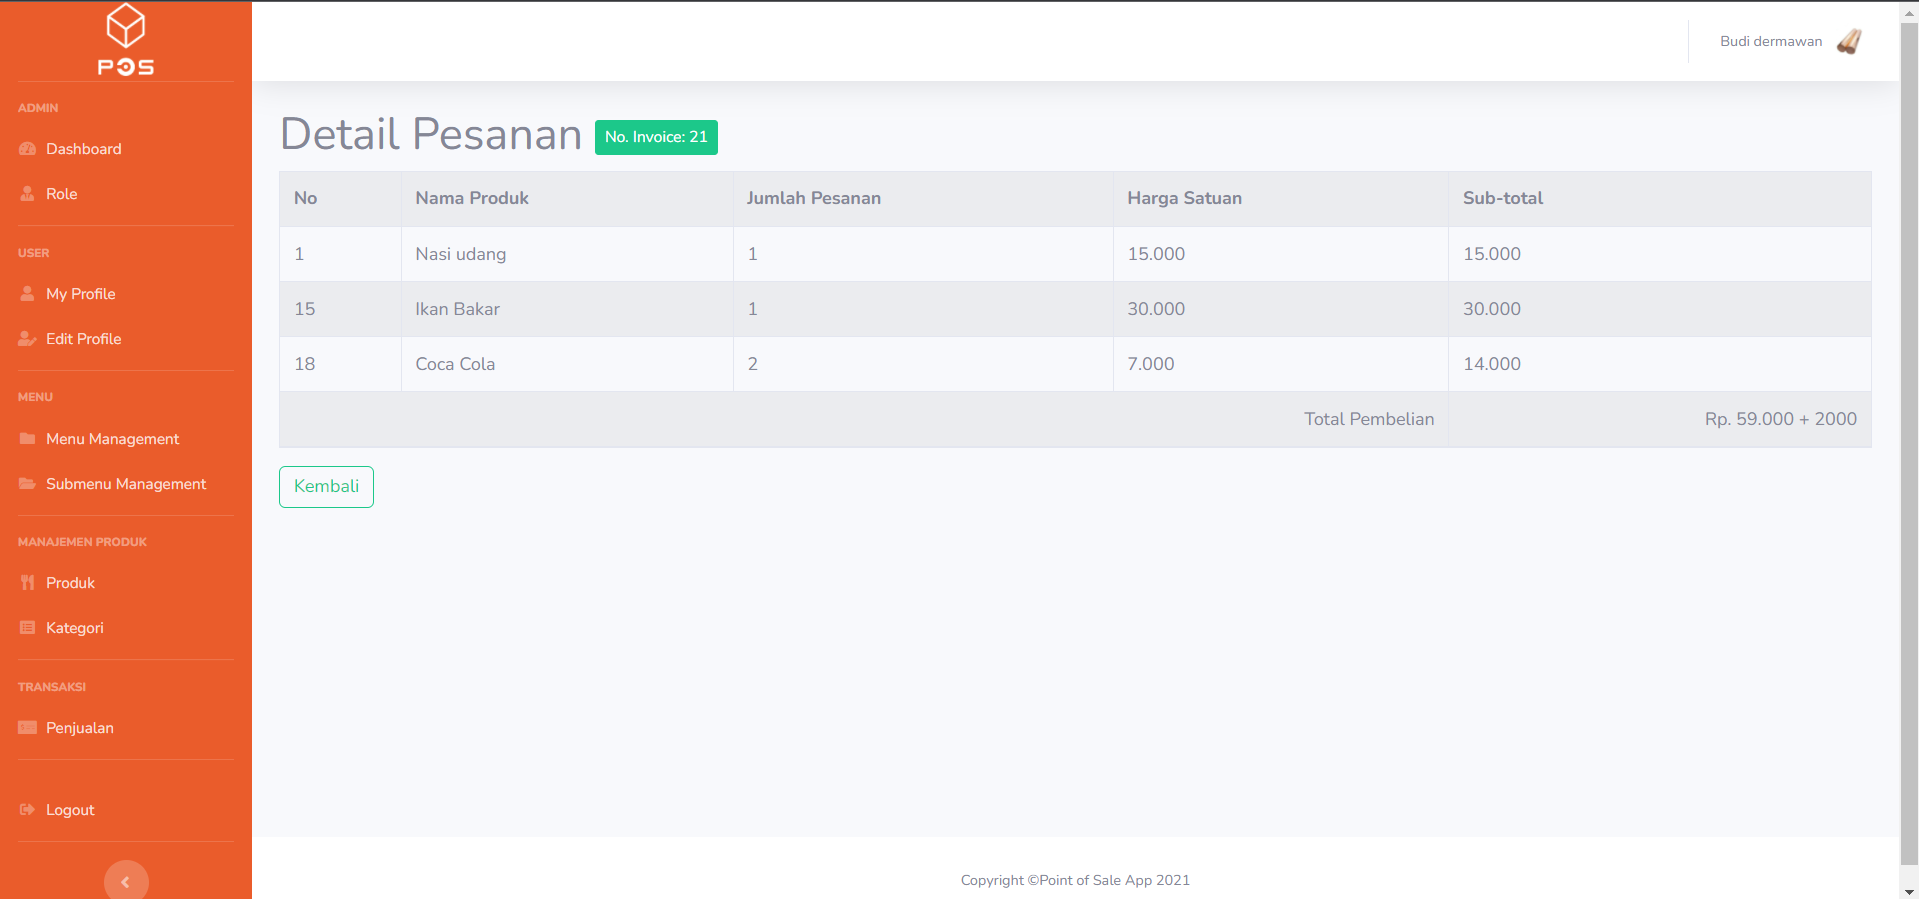 POS
ADMIN
Dashboard
Role
USER
My Profile
Edit Profile
MENU
Menu Management
Submenu Management
MANAJEMEN PRODUK
Produk
Kategori
TRANSAKSI
Penjualan
Logout
Budi dermawan
Detail Pesanan No. Invoice: 21
No Nama Produk Jumlah Pesanan Harga Satuan Sub-total
1 Nasi udang 1 15.000 15.000
15 Ikan Bakar 1 30.000 30.000
18 Coca Cola 2 7.000 14.000
Total Pembelian Rp. 59.000 + 2000
Kembali
Copyright ©Point of Sale App 2021